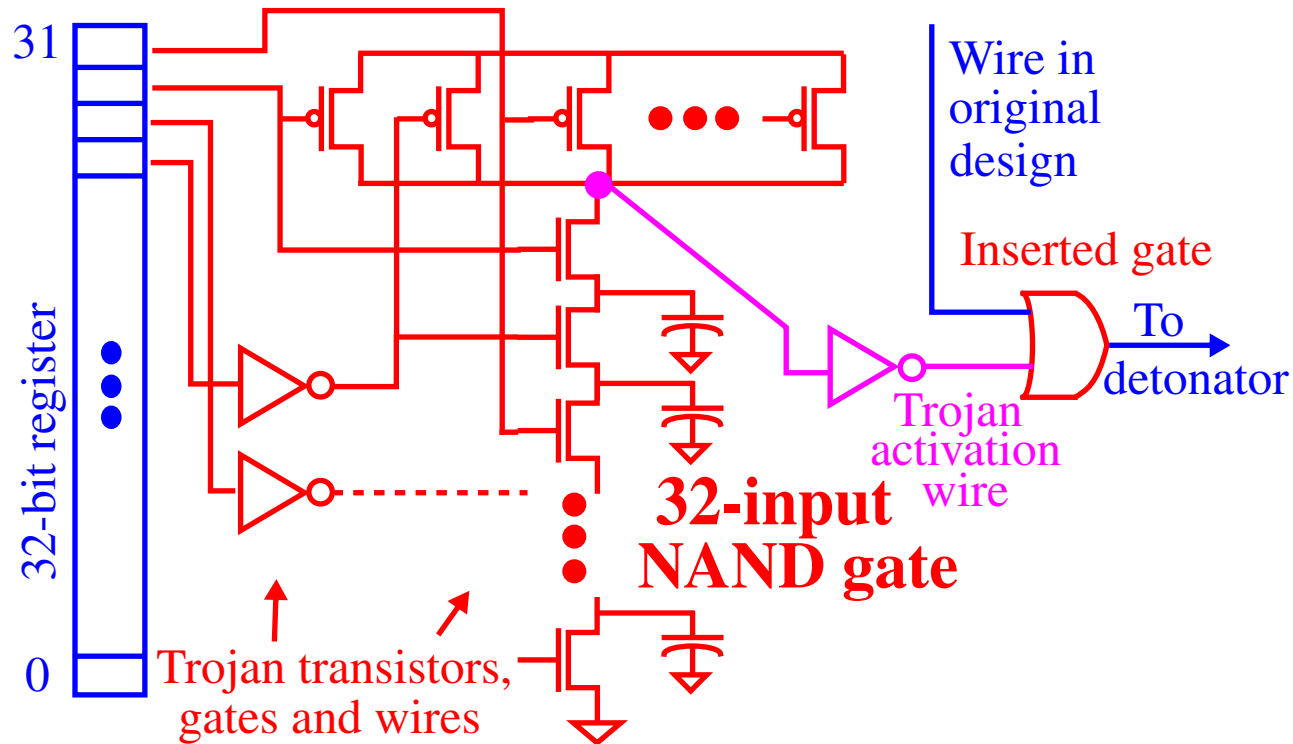 31
32-bit register
0
Wire in
original
design
Inserted gate
To
detonator
Trojan
activation
wire
32-input
NAND gate
Trojan transistors,
gates and wires